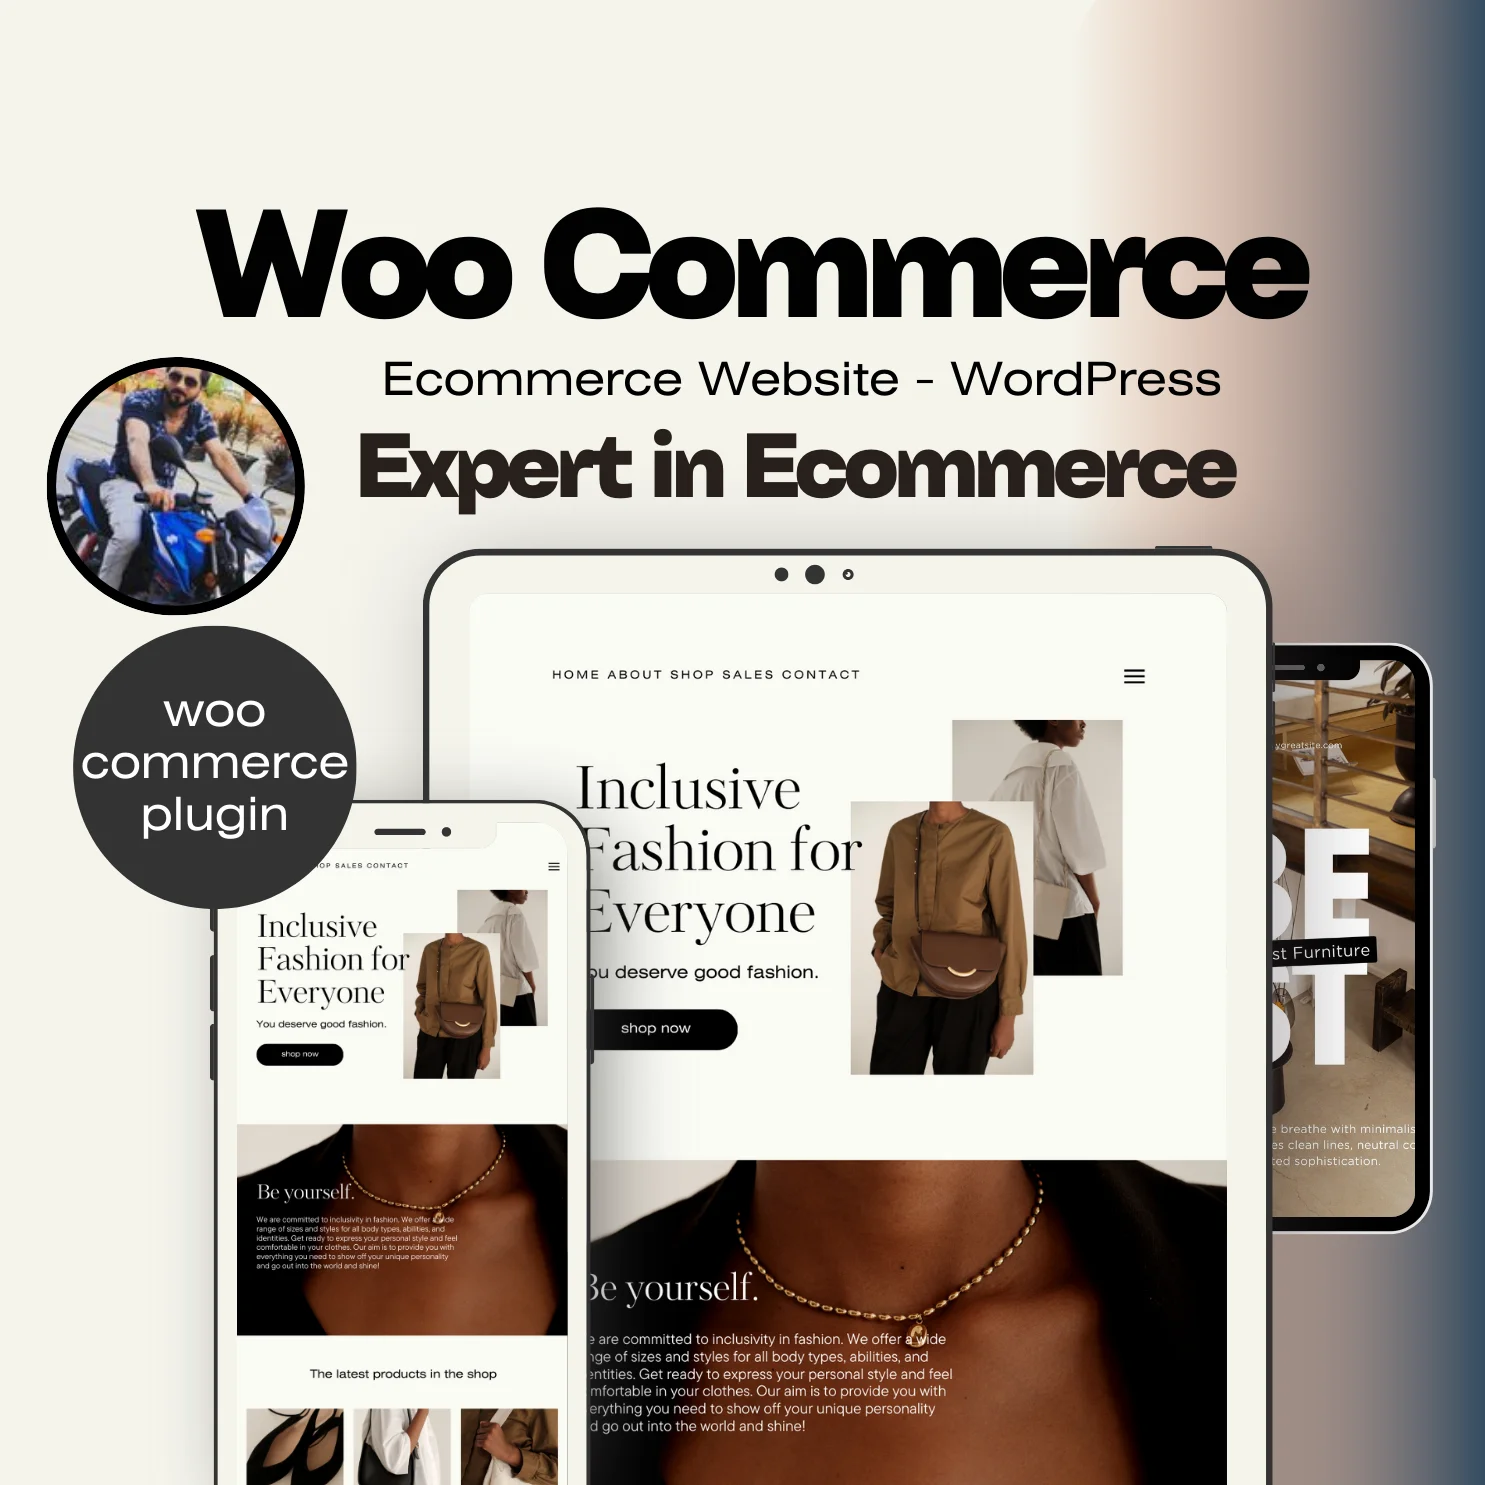 Woo Commerce
Ecommerce Website - WordPress
Expert in Ecommerce
woo
commerce
plugin
HOME ABOUT SHOP SALES CONTACT
Inclusive
Fashion for
Everyone
ou deserve good fashion.
shop now
Be yourself.
e are committed to inclusivity in fashion. We offer a wide
nge of sizes and styles for all body types, abilities, and
entities. Get ready to express your personal style and feel
mfortable in your clothes. Our aim is to provide you with
erything you need to show off your unique personality
d go out into the world and shine!
OP SALES CONTACT
Inclusive
Fashion for
Everyone
You deserve good fashion.
shop now
Be yourself.
We are committed to inclusivity in fashion. We offer a wide
range of sizes and styles for all body types, abilities, and
identities. Get ready to express your personal style and feel
comfortable in your clothes. Our aim is to provide you with
everything you need to show off your unique personality
and go out into the world and shine!
The latest products in the shop
ygreatsite.com
BE
st Furniture
ST
e breathe with minimalis
es clean lines, neutral co
ted sophistication.